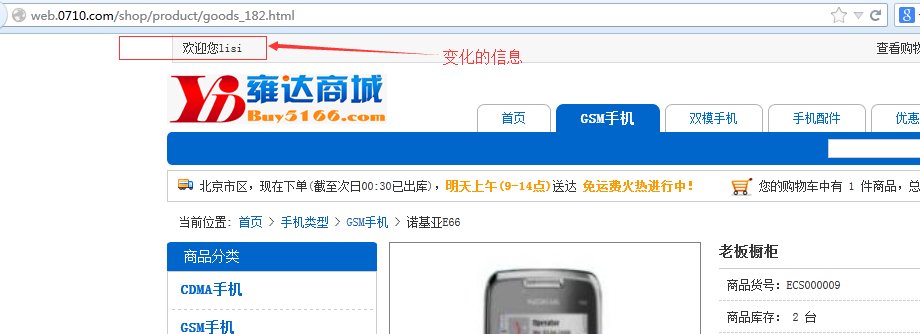 web.0710.com/shop/product/goods_182.html
欢迎您lisi
变化的信息
查看购物
YD 雍达商城
Buy5166.com
首页 GSM手机 双模手机 手机配件 优惠
北京市区，现在下单(截至次日00:30已出库)，明天上午(9-14点)送达 免运费火热进行中！
您的购物车中有 1 件商品，总
当前位置: 首页 > 手机类型 > GSM手机 > 诺基亚E66
商品分类
CDMA手机
GSM手机
NOKIA
Operator
老板橱柜
商品货号：ECS000009
商品库存： 2 台